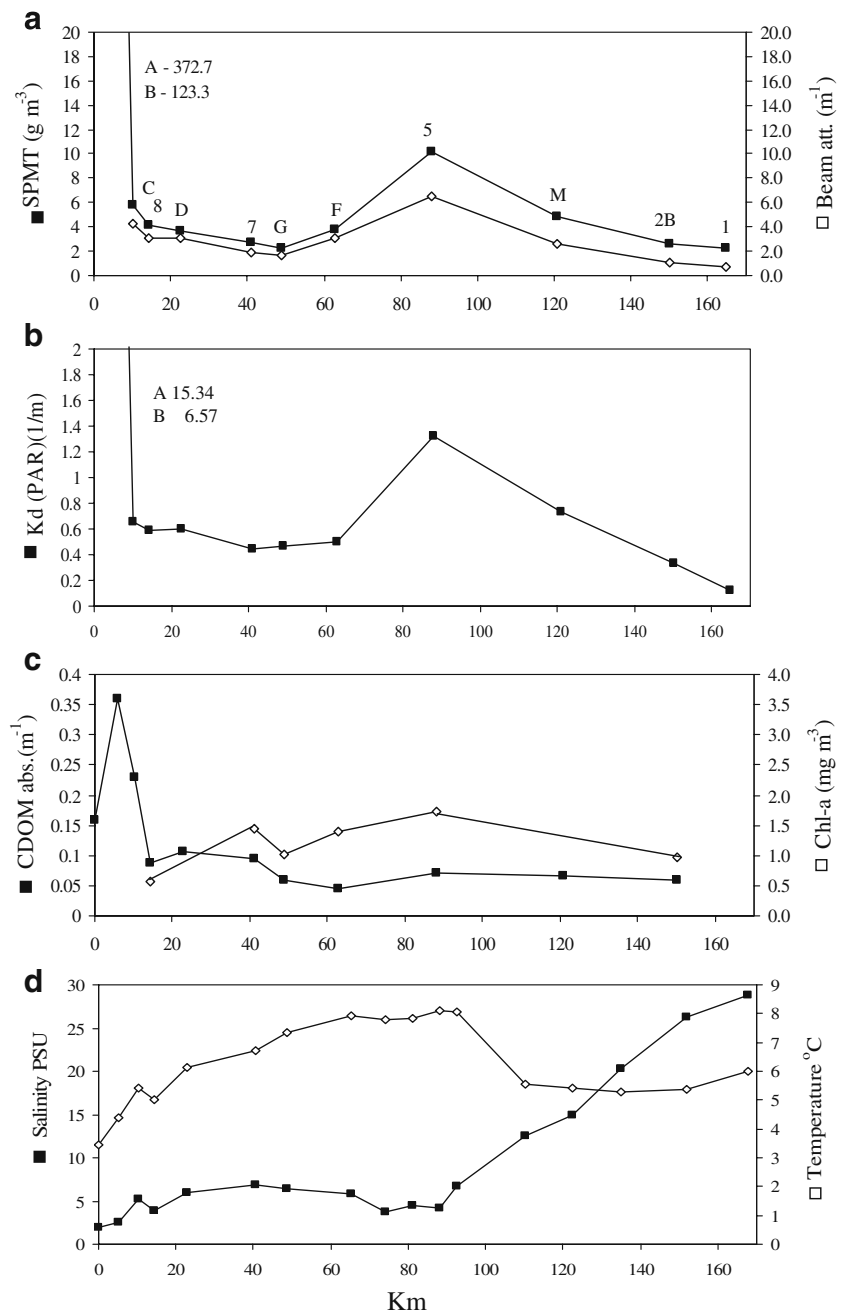 a
20
18
16
14
12
10
8
6
4
2
0
■ SPMT (g m-3)
A - 372.7
B - 123.3
C
8
D
7
G
F
5
M
2B
1
20.0
18.0
16.0
14.0
12.0
10.0
8.0
6.0
4.0
2.0
0.0
□ Beam att. (m-1)
0 20 40 60 80 100 120 140 160
b
2
1.8
1.6
1.4
1.2
1
0.8
0.6
0.4
0.2
0
■ Kd (PAR)(1/m)
A 15.34
B 6.57
0 20 40 60 80 100 120 140 160
c
0.4
0.35
0.3
0.25
0.2
0.15
0.1
0.05
0
■ CDOM abs.(m-1)
4.0
3.5
3.0
2.5
2.0
1.5
1.0
0.5
0.0
□ Chl-a (mg m-3)
0 20 40 60 80 100 120 140 160
d
30
25
20
15
10
5
0
■ Salinity PSU
9
8
7
6
5
4
3
2
1
0
□ Temperature oC
0 20 40 60 80 100 120 140 160
Km